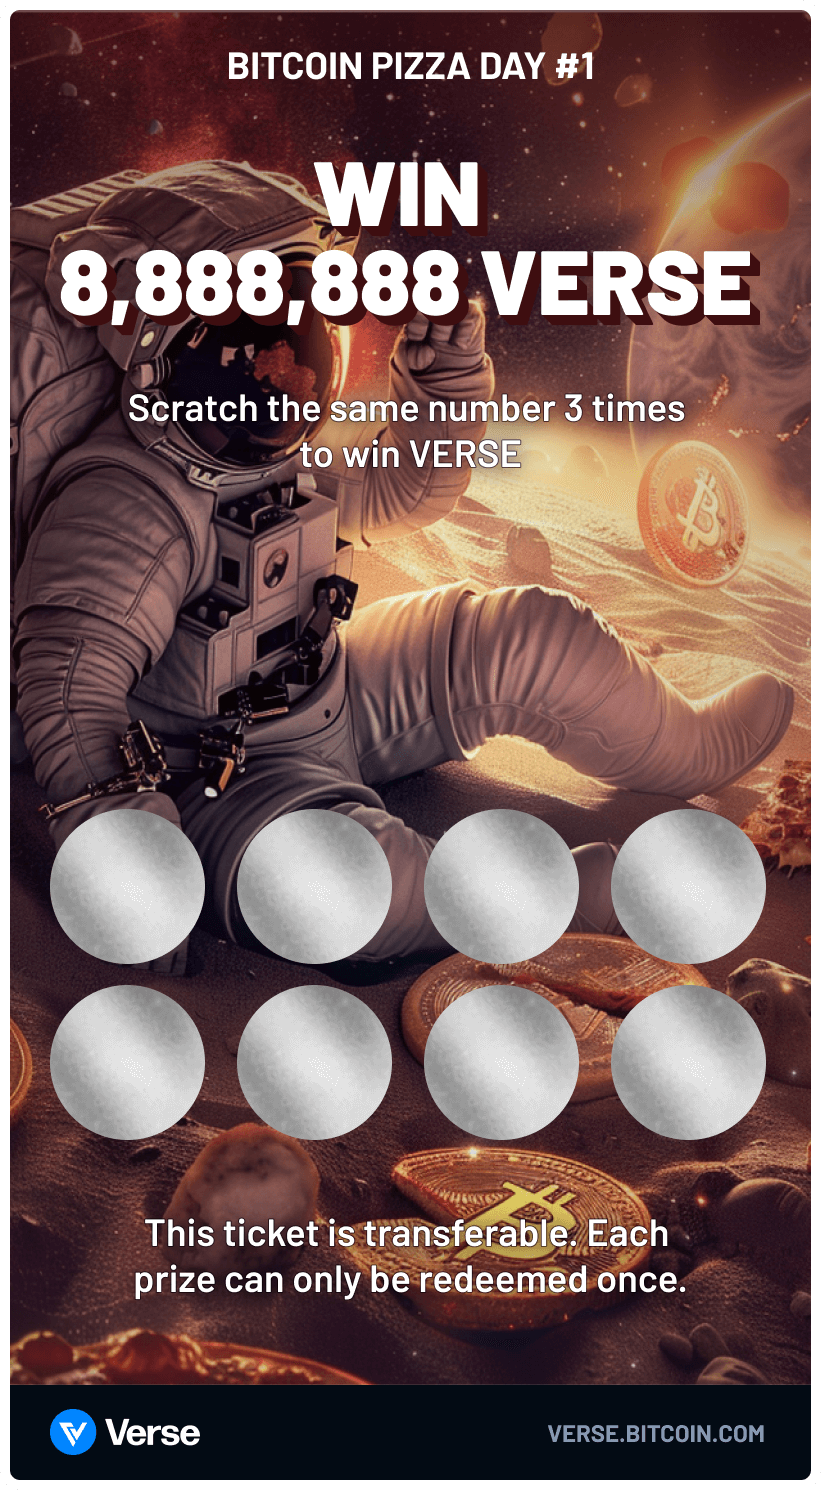 BITCOIN PIZZA DAY #1
WIN
8,888,888 VERSE
Scratch the same number 3 times
to win VERSE
This ticket is transferable. Each
prize can only be redeemed once.
Verse
VERSE.BITCOIN.COM